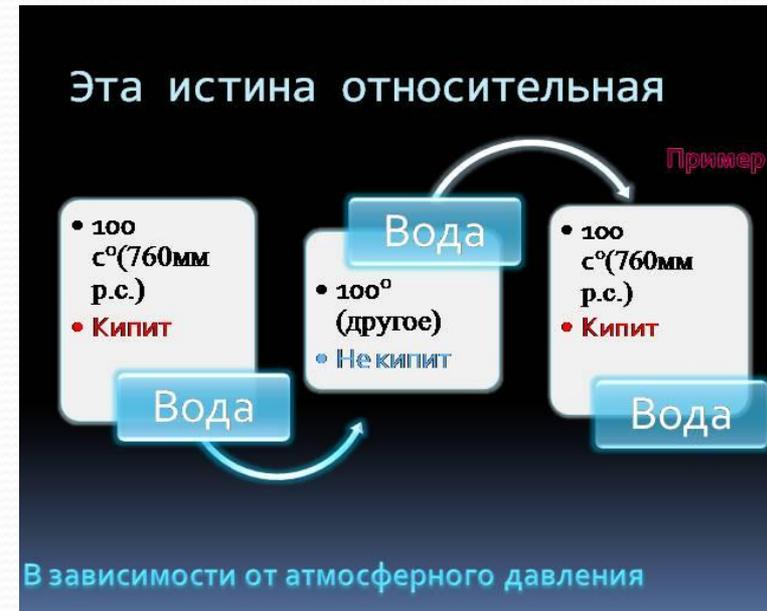 Эта истина относительная
Пример
• 100
с°(760мм
р.с.)
• Кипит
Вода
Вода
• 100°
(другое)
• Не кипит
• 100
с°(760мм
р.с.)
• Кипит
Вода
В зависимости от атмосферного давления